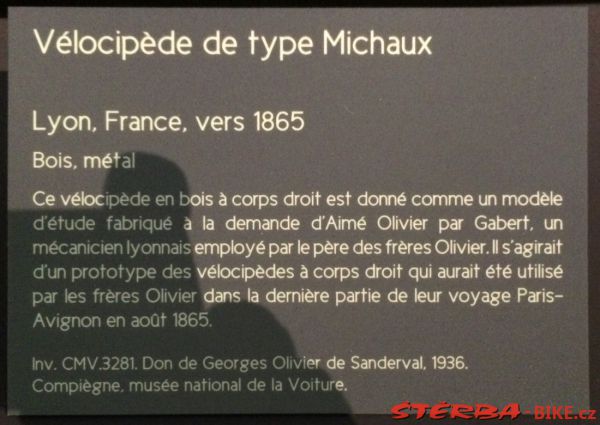 Vélocipède de type Michaux
Lyon, France, vers 1865
Bois, métal
Ce vélocipède en bois à corps droit est donné comme un modèle
d'étude fabriqué à la demande d'Aimé Olivier par Gabert, un
mécanicien lyonnais employé par le père des frères Olivier. Il s'agirait
d'un prototype des vélocipèdes à corps droit qui aurait été utilisé
par les frères Olivier dans la dernière partie de leur voyage Paris-
Avignon en août 1865.
Inv. CMV.3281. Don de Georges Olivier de Sanderval, 1936.
Compiègne, musée national de la Voiture.
ŠTĚRBA-BIKE.cz